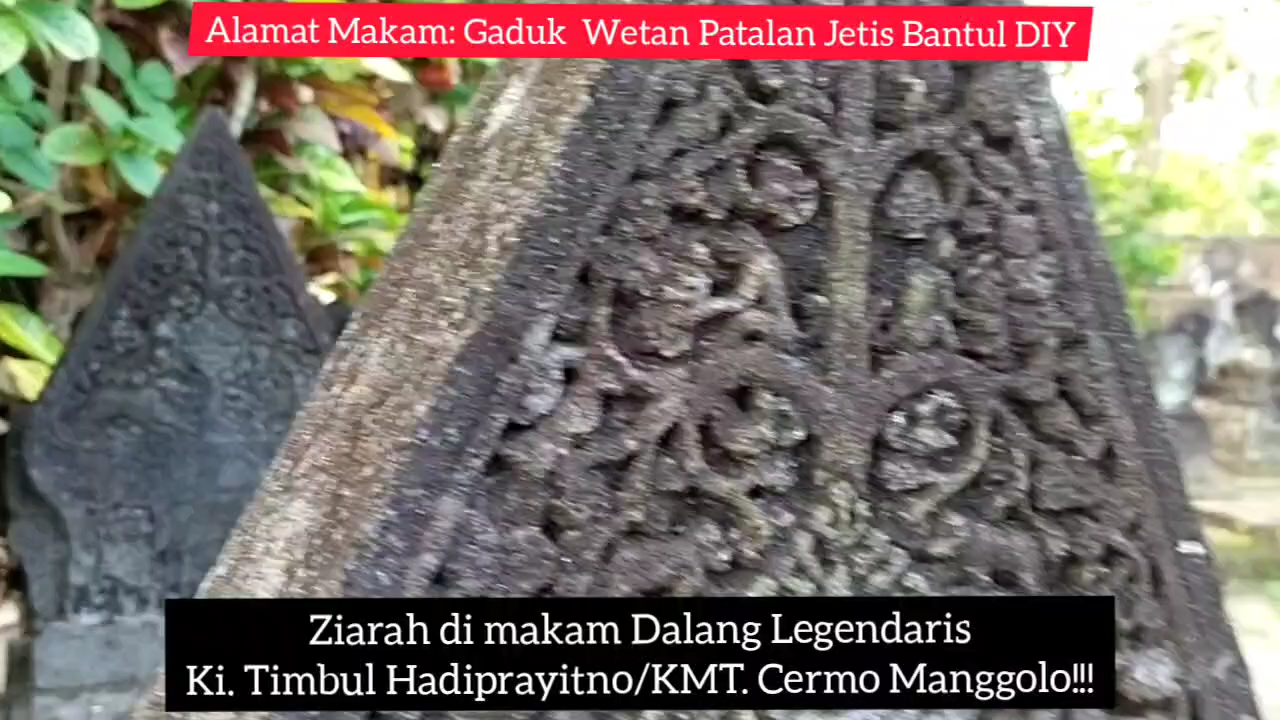 Alamat Makam: Gaduk Wetan Patalan Jetis Bantul DIY
Ziarah di makam Dalang Legendaris
Ki. Timbul Hadiprayitno/KMT. Cermo Manggolo!!!